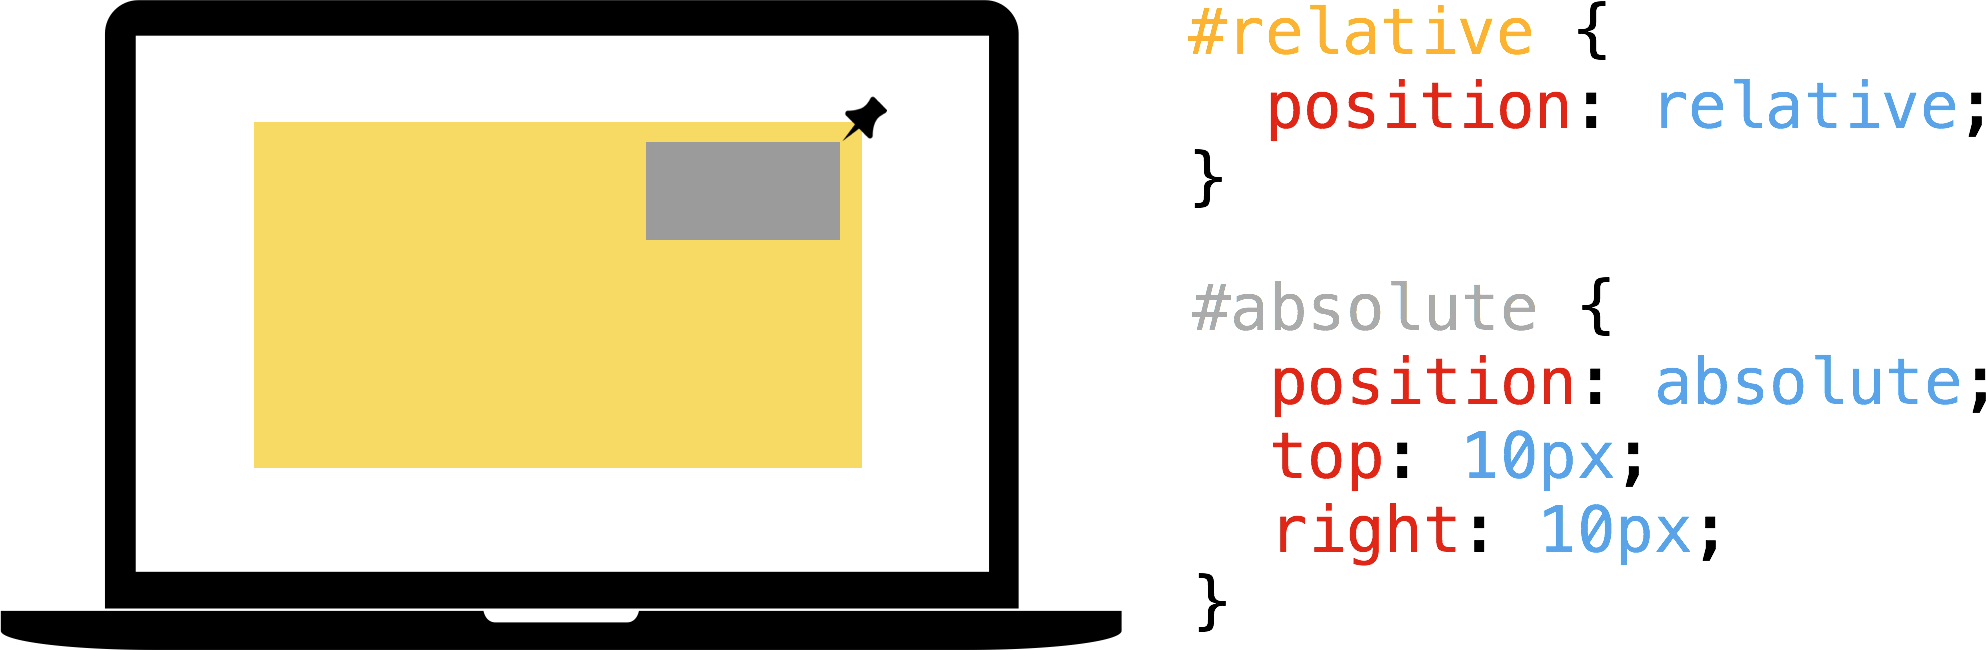 #relative {
  position: relative;
}

#absolute {
  position: absolute;
  top: 10px;
  right: 10px;
}